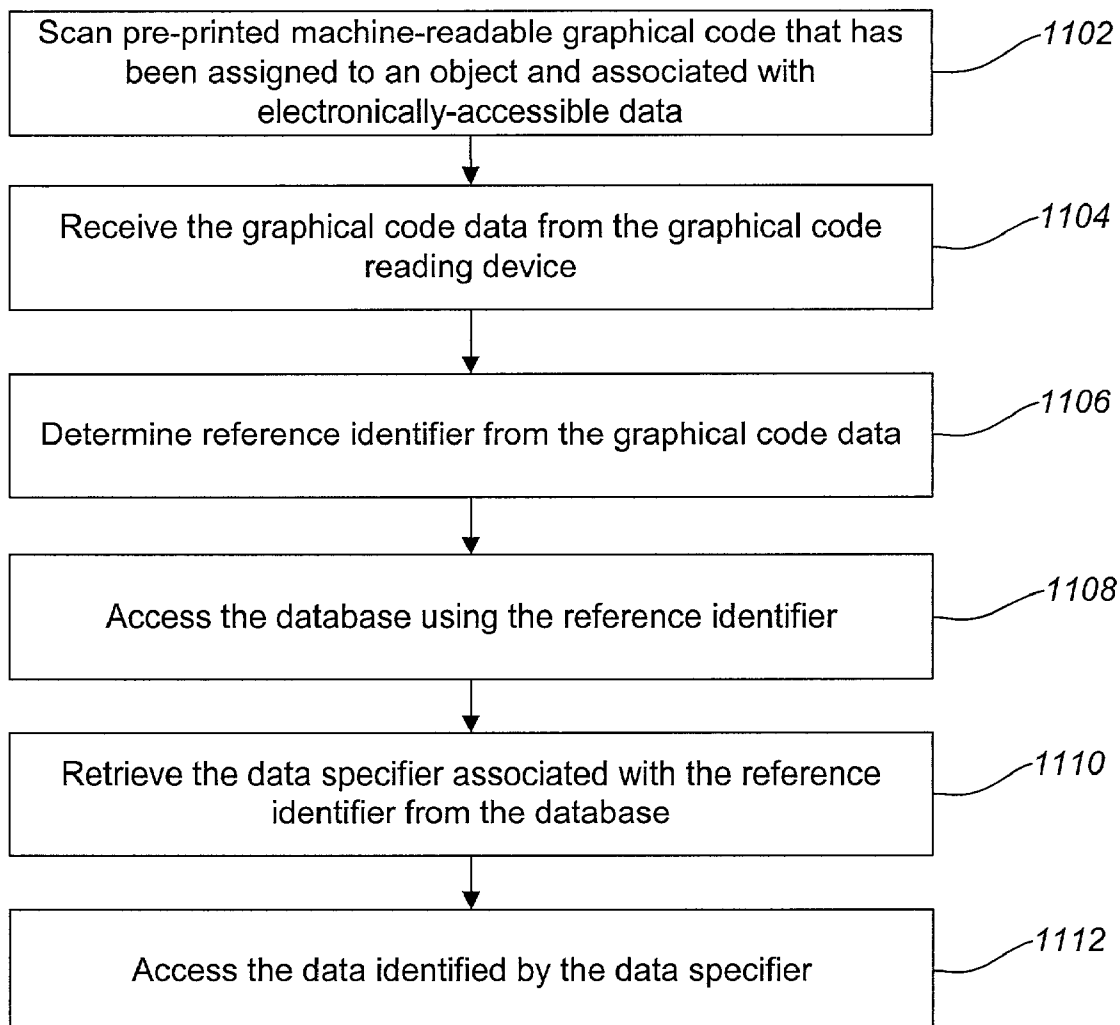 Scan pre-printed machine-readable graphical code that has
been assigned to an object and associated with
electronically-accessible data
1102
Receive the graphical code data from the graphical code
reading device
1104
Determine reference identifier from the graphical code data
1106
Access the database using the reference identifier
1108
Retrieve the data specifier associated with the reference
identifier from the database
1110
Access the data identified by the data specifier
1112